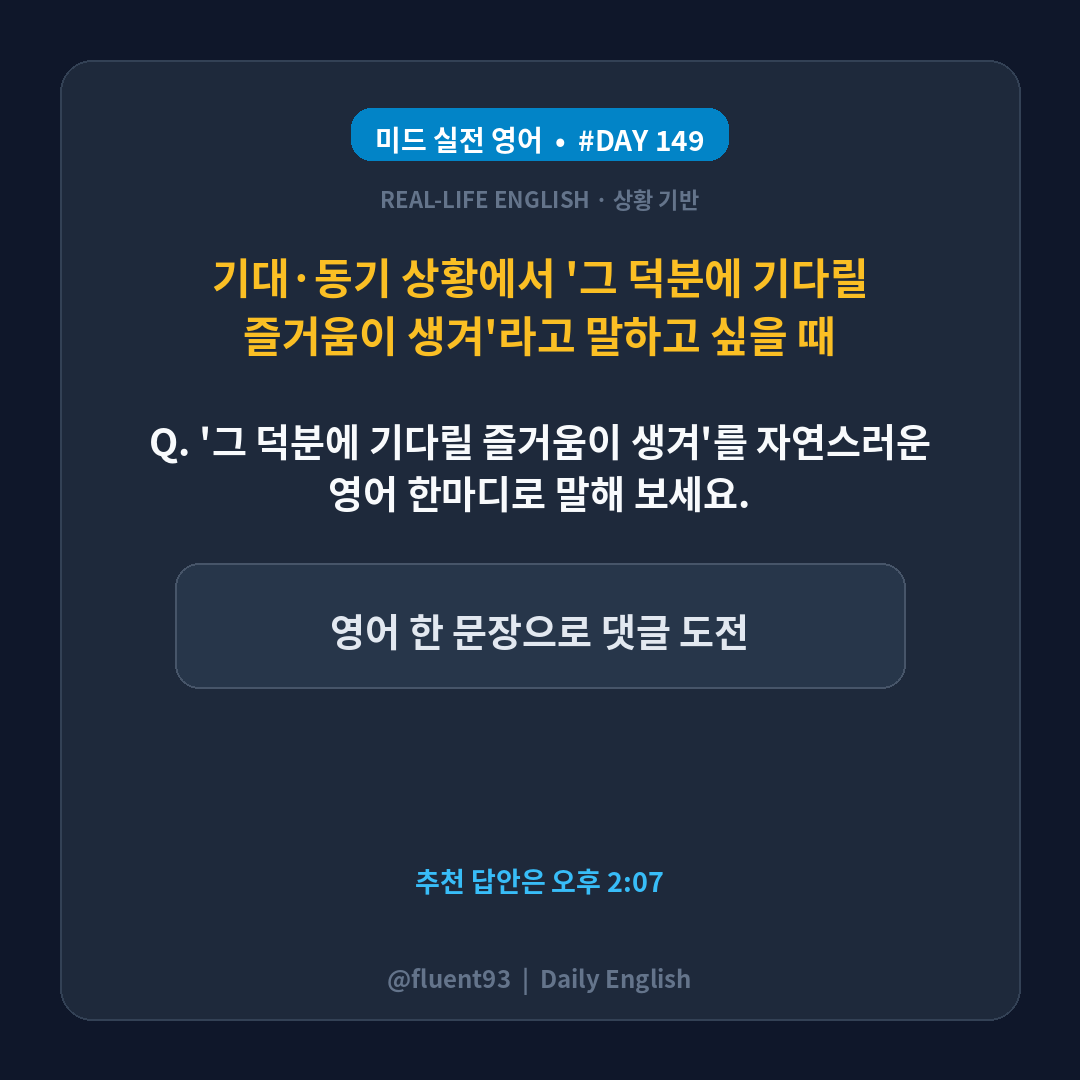 미드 실전 영어 • #DAY 149
REAL-LIFE ENGLISH · 상황 기반
기대·동기 상황에서 '그 덕분에 기다릴
즐거움이 생겨'라고 말하고 싶을 때
Q. '그 덕분에 기다릴 즐거움이 생겨'를 자연스러운
영어 한마디로 말해 보세요.
영어 한 문장으로 댓글 도전
추천 답안은 오후 2:07
@fluent93 | Daily English